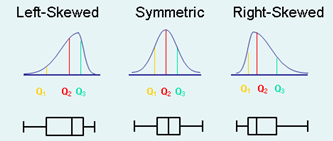 Left-Skewed Symmetric Right-Skewed
Q1 Q2 Q3 Q1 Q2 Q3 Q1 Q2 Q3